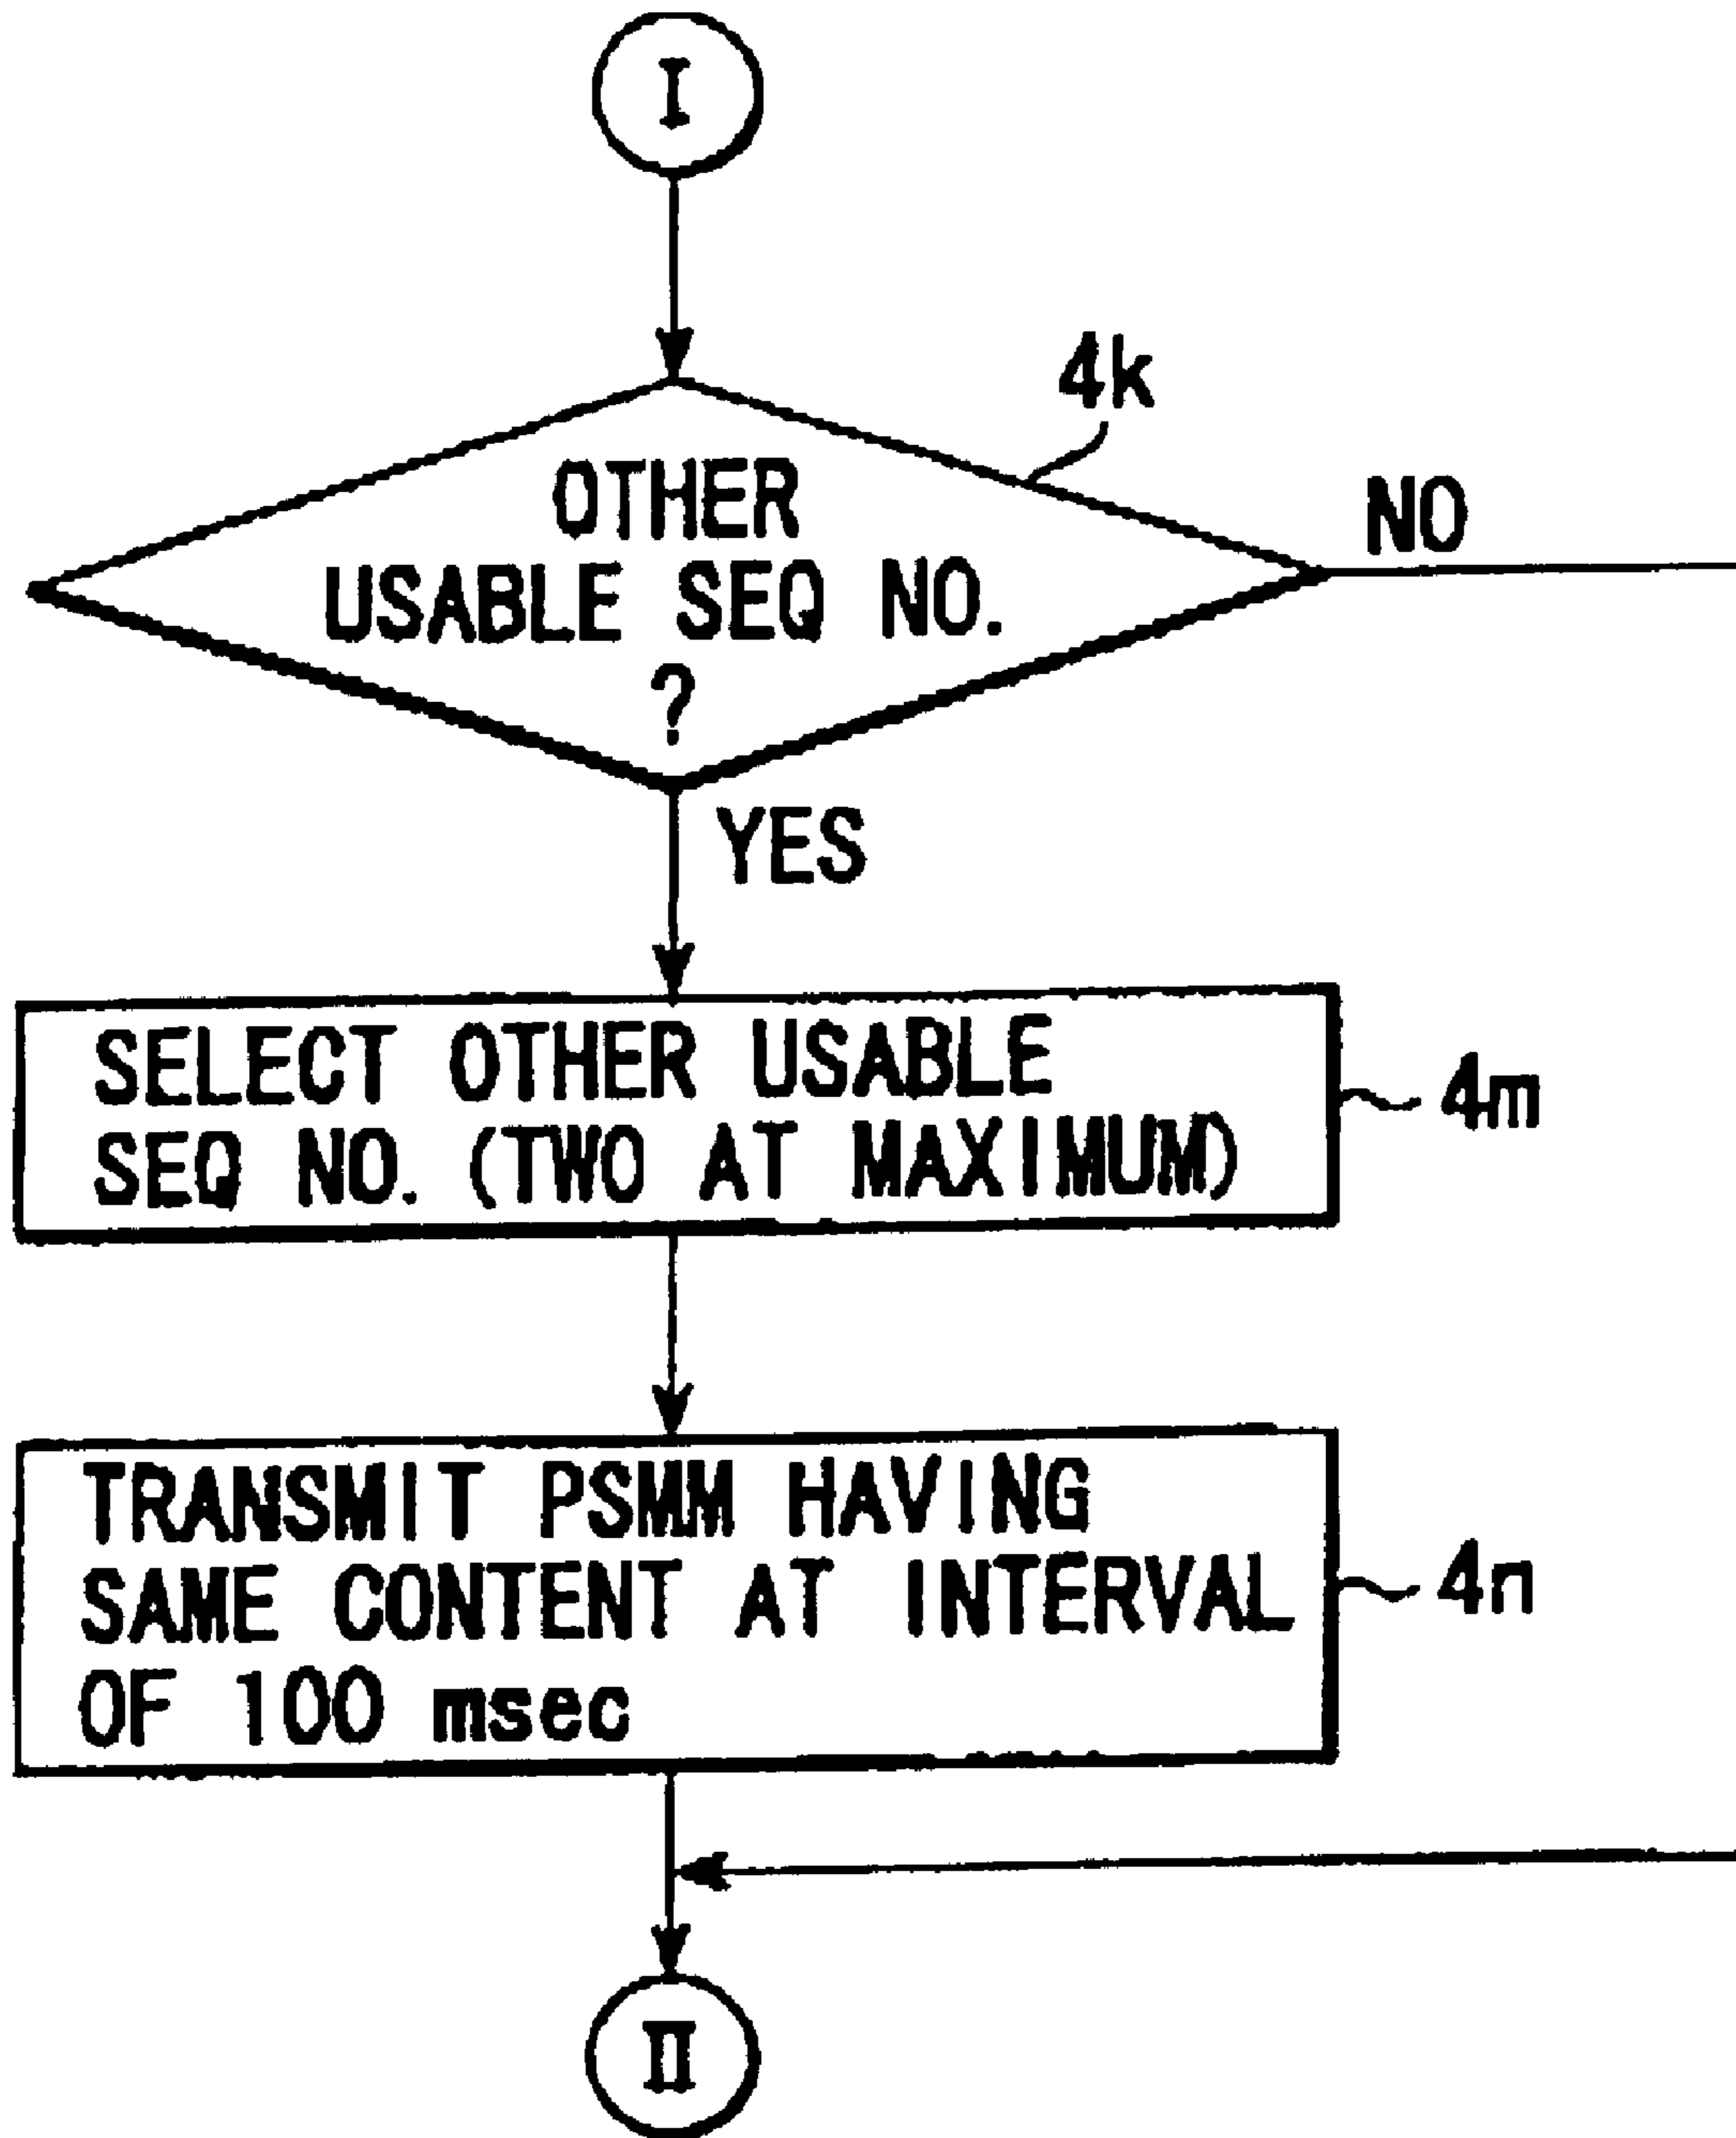 I
4k
OTHER
USABLE SEQ NO.
?
NO
YES
SELECT OTHER USABLE
SEQ NO. (TWO AT MAXIMUM)
4m
TRANSMIT PSMM HAVING
SAME CONTENT AT INTERVAL
OF 100 msec
4n
II